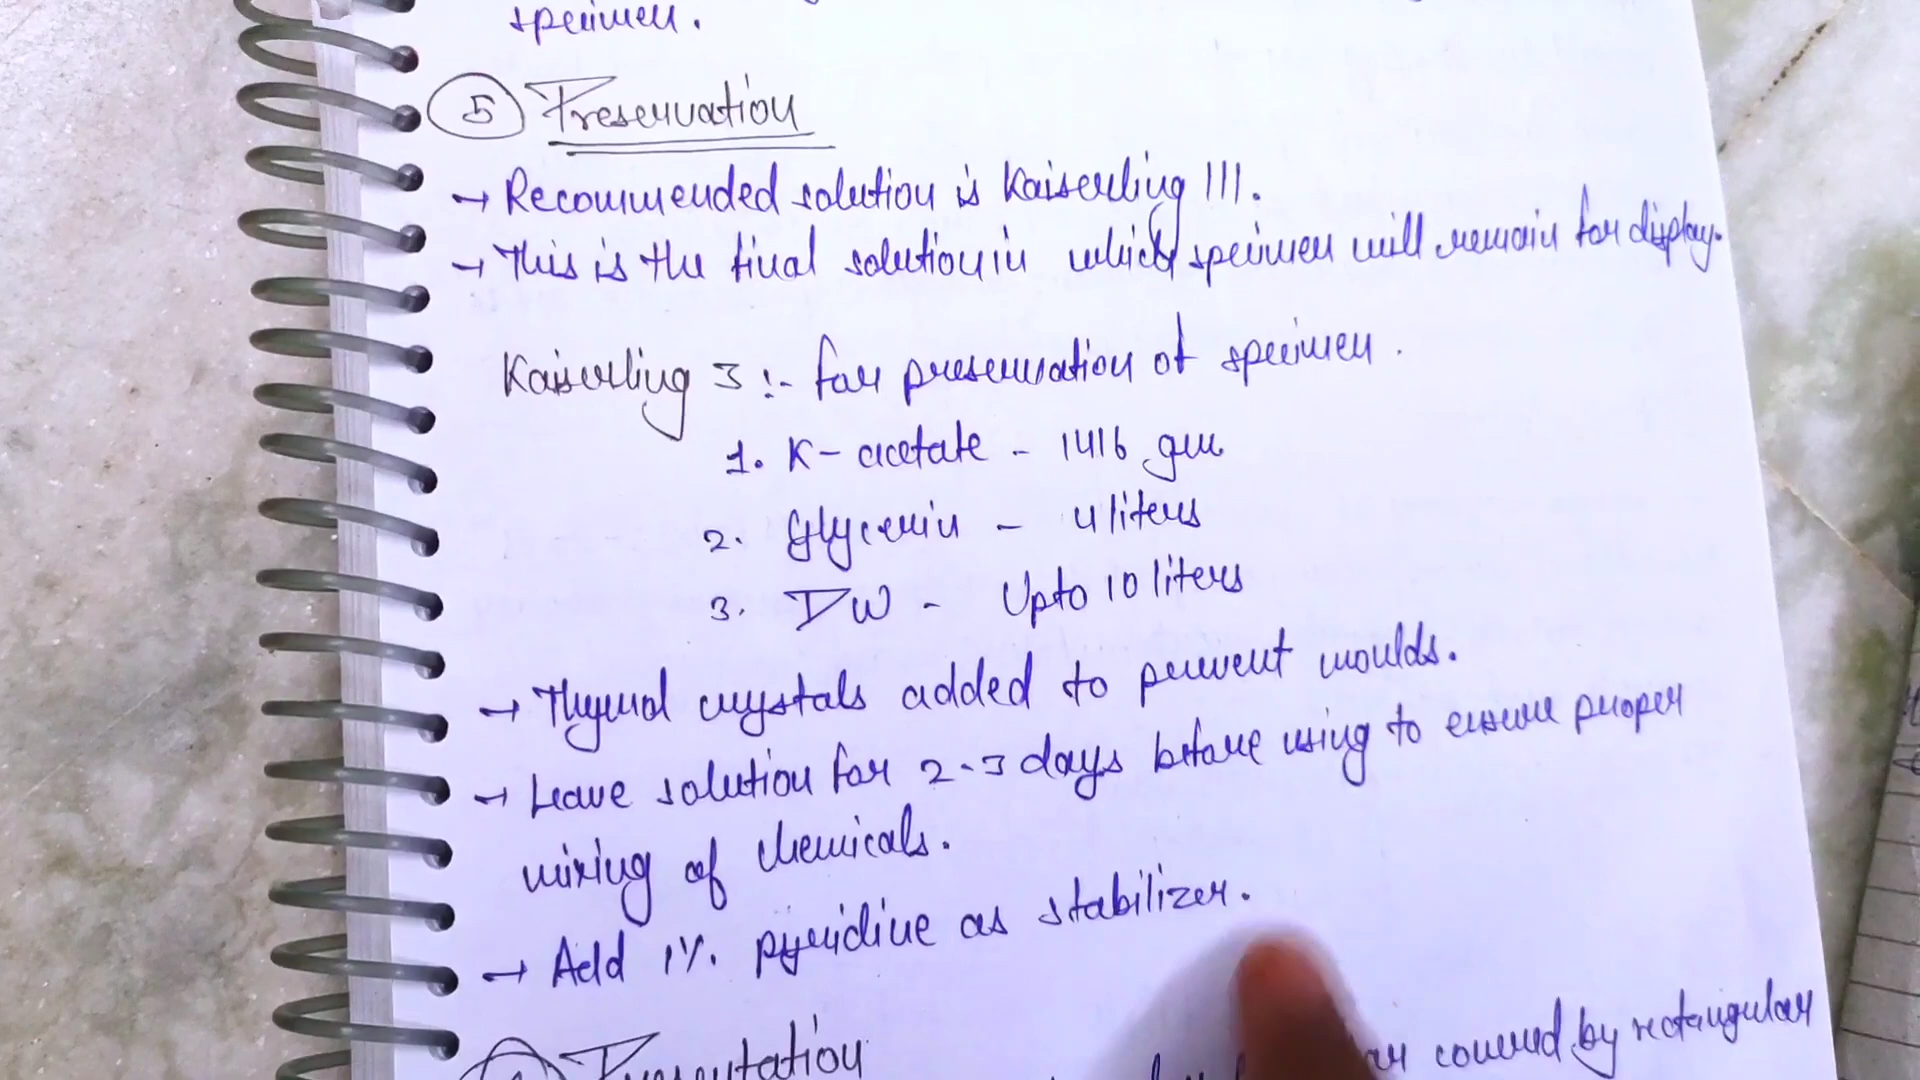 specimen.
5 Preservation
→ Recommended solution is Kaiserling III.
→ This is the final solution in which specimen will remain for display.
Kaiserling 3 :- for preservation of specimen.
1. K- acetate - 1416 gm
2. Glycerin - 4 liters
3. DW - Upto 10 liters
→ Thymol crystals added to prevent moulds.
→ Leave solution for 2-3 days before using to ensure proper
mixing of chemicals.
→ Add 1% pyridine as stabilizer.
Presentation
covered by rectangular